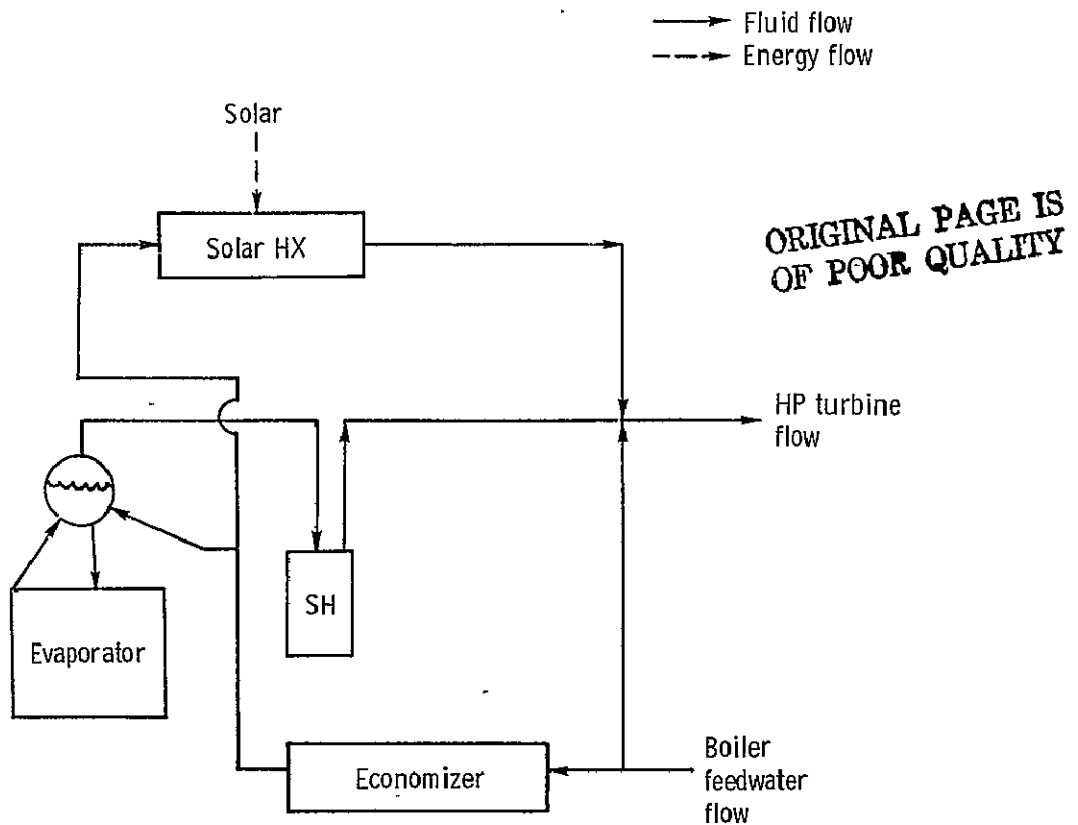 Fluid flow
Energy flow
Solar
Solar HX
ORIGINAL PAGE IS
OF POOR QUALITY
HP turbine
flow
SH
Evaporator
Economizer
Boiler
feedwater
flow